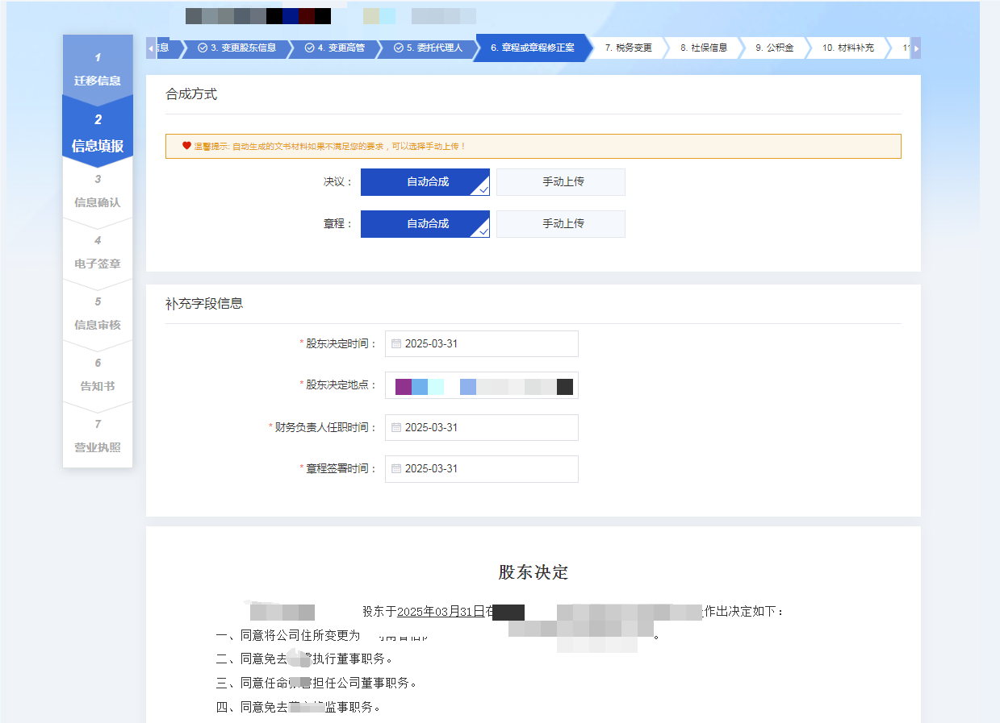 1
迁移信息
2
信息填报
3
信息确认
4
电子签章
5
信息审核
6
告知书
7
营业执照
息 3. 变更股东信息 4. 变更高管 5. 委托代理人 6. 章程或章程修正案 7. 税务变更 8. 社保信息 9. 公积金 10. 材料补充 11
合成方式
温馨提示: 自动生成的文书材料如果不满足您的要求，可以选择手动上传！
决议： 自动合成 手动上传
章程： 自动合成 手动上传
补充字段信息
*股东决定时间： 2025-03-31
*股东决定地点：
*财务负责人任职时间： 2025-03-31
*章程签署时间： 2025-03-31
股东决定
股东于2025年03月31日在 作出决定如下：
一、同意将公司住所变更为 。
二、同意免去 执行董事职务。
三、同意任命 担任公司董事职务。
四、同意免去 监事职务。